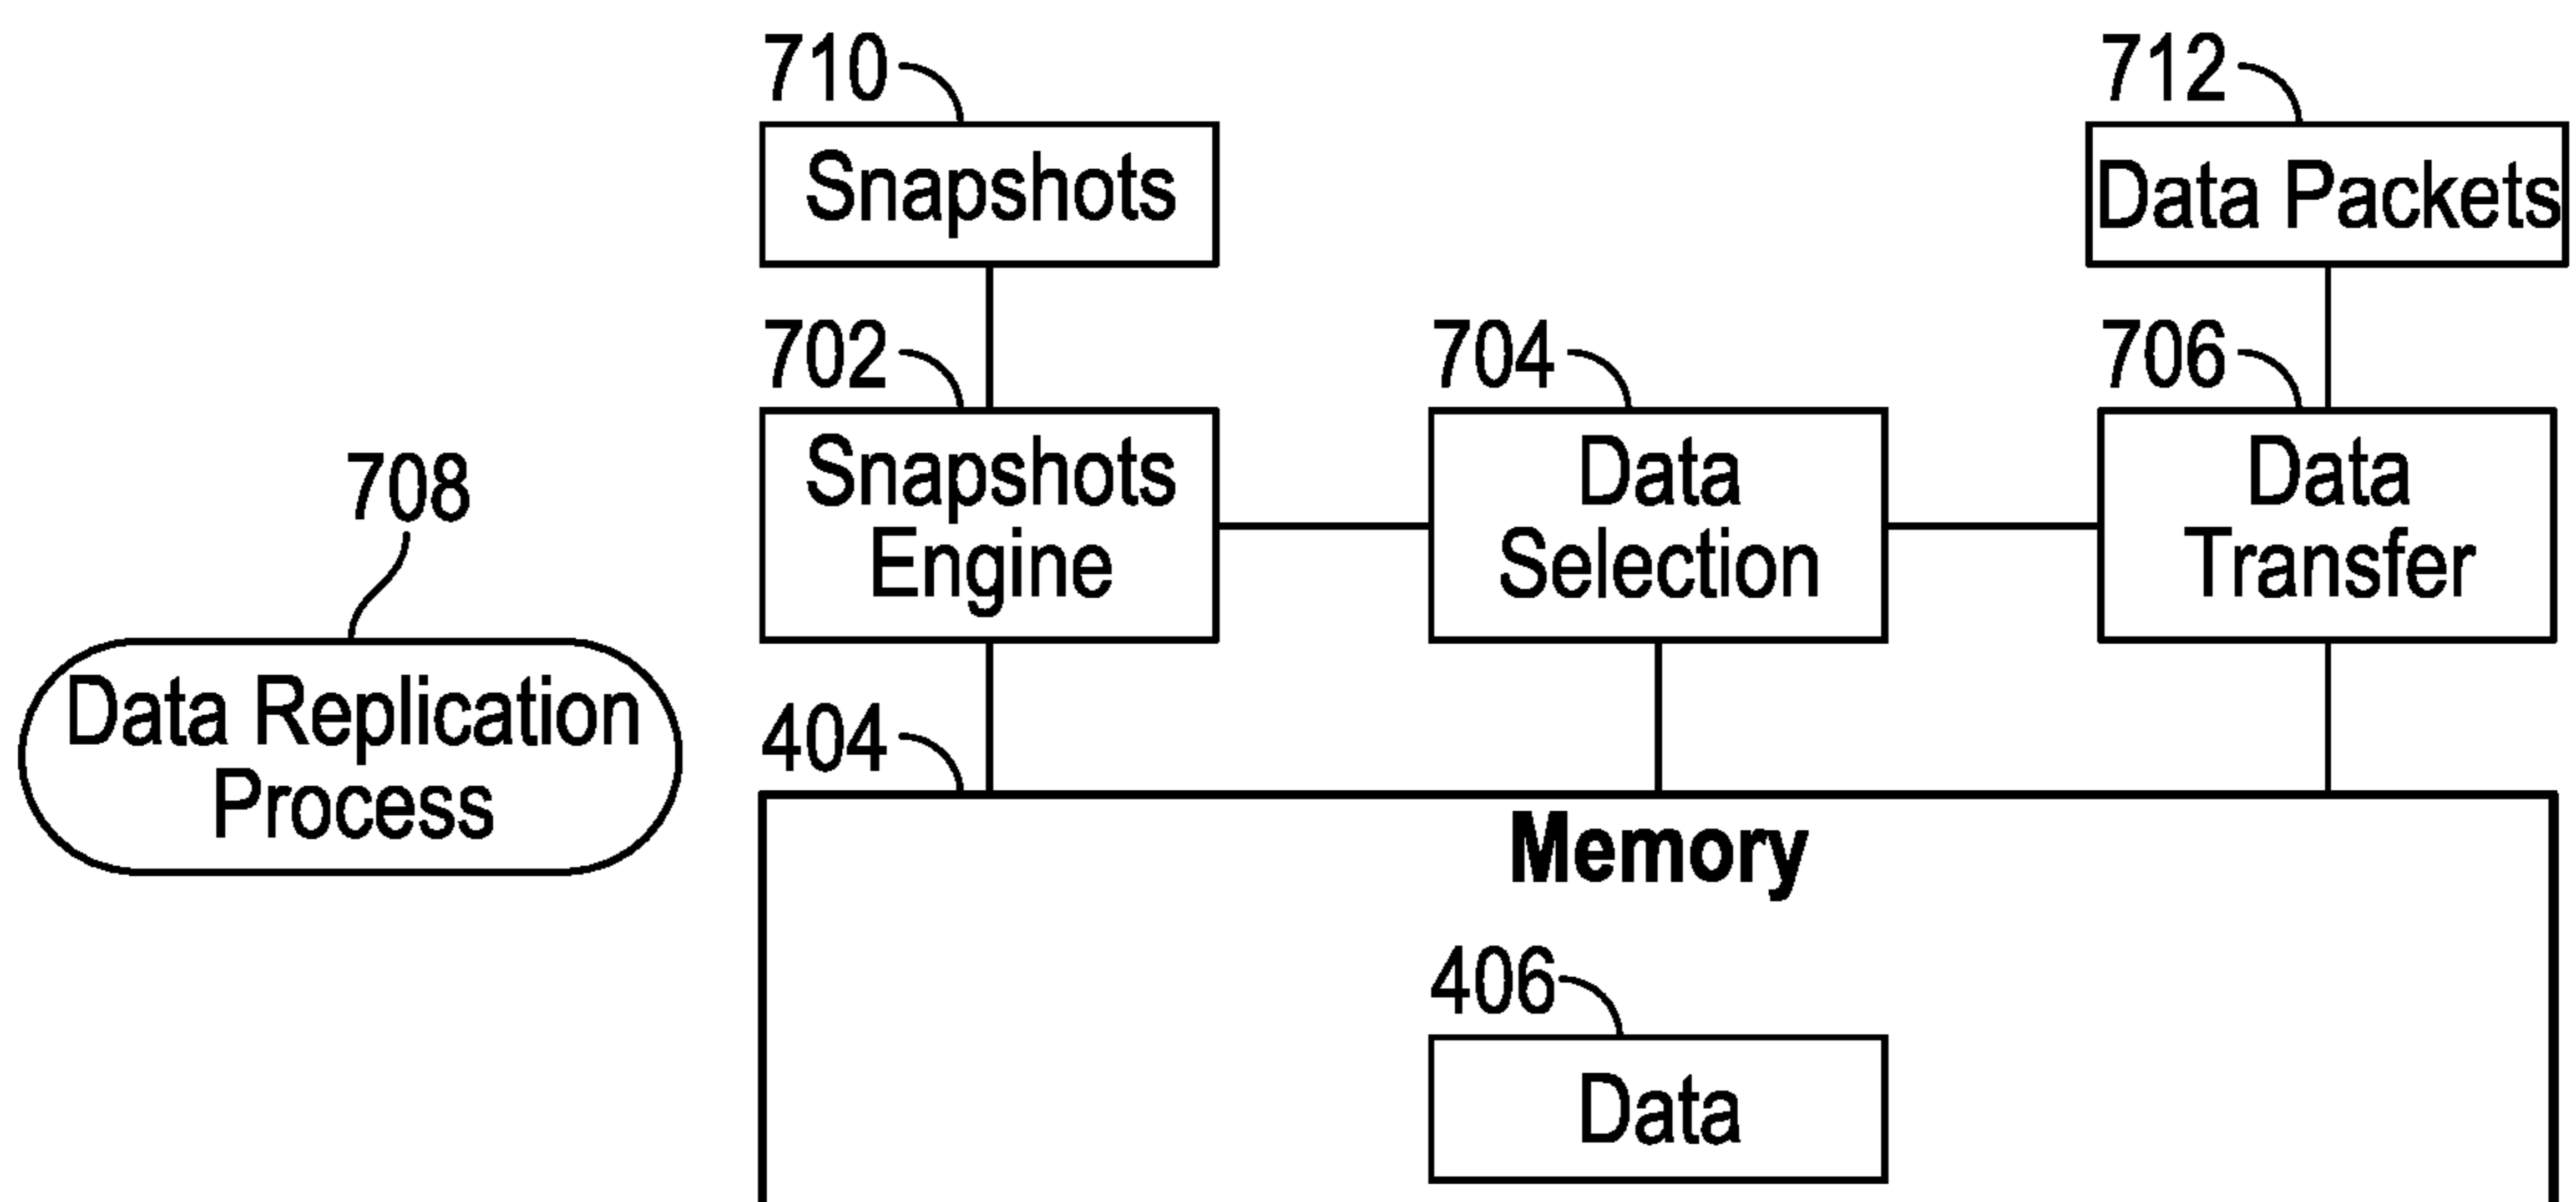 710
712
Snapshots
Data Packets
702
704
706
Snapshots
Engine
Data
Selection
Data
Transfer
708
Data Replication
Process
404
Memory
406
Data